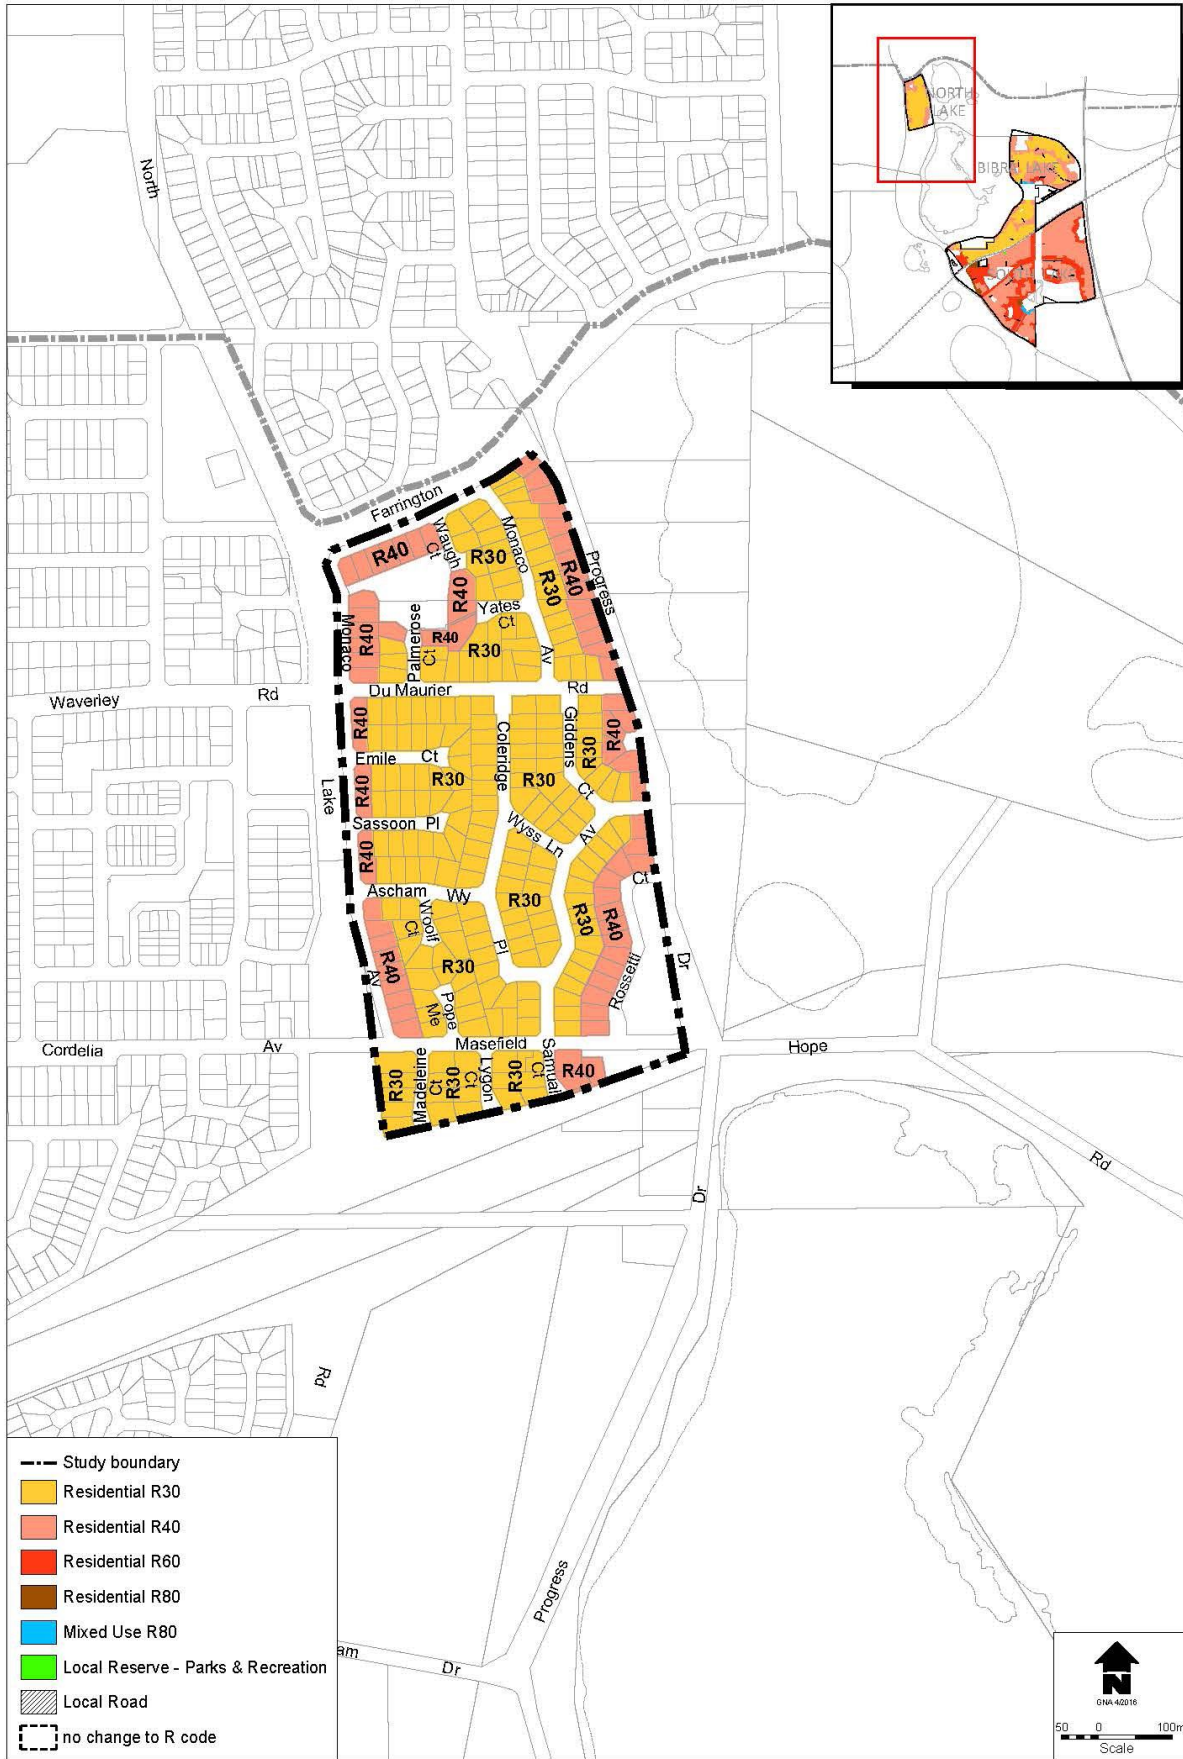 NORTH
LAKE
BIBRA LAKE
North
Farrington
R40
Waugh
Ct
R30
Monaco
Progress
R40
R30
R40
Yates
Ct
Monaco
R40
Palmerose
Ct
R40
R30
Av
Waverley
Rd
Du Maurier
Rd
R40
Coleridge
Giddens
R30
R40
Emile Ct
R40
R30
R30
Ct
Lake
Sassoon Pl
Wyss Ln
Av
R40
Ascham Wy
R30
Ct
Woolf
Ct
R30
R40
R40
Av
R30
Pl
Rossetti
Dr
Pope
Me
Cordelia
Av
Masefield
Hope
R30
Madeleine
Ct
R30
Lygon
Ct
R30
Samual
Ct
R40
Rd
Dr
Rd
Progress
am
Dr
Study boundary
Residential R30
Residential R40
Residential R60
Residential R80
Mixed Use R80
Local Reserve - Parks & Recreation
Local Road
no change to R code
N
GNA 4/2016
50 0 100m
Scale